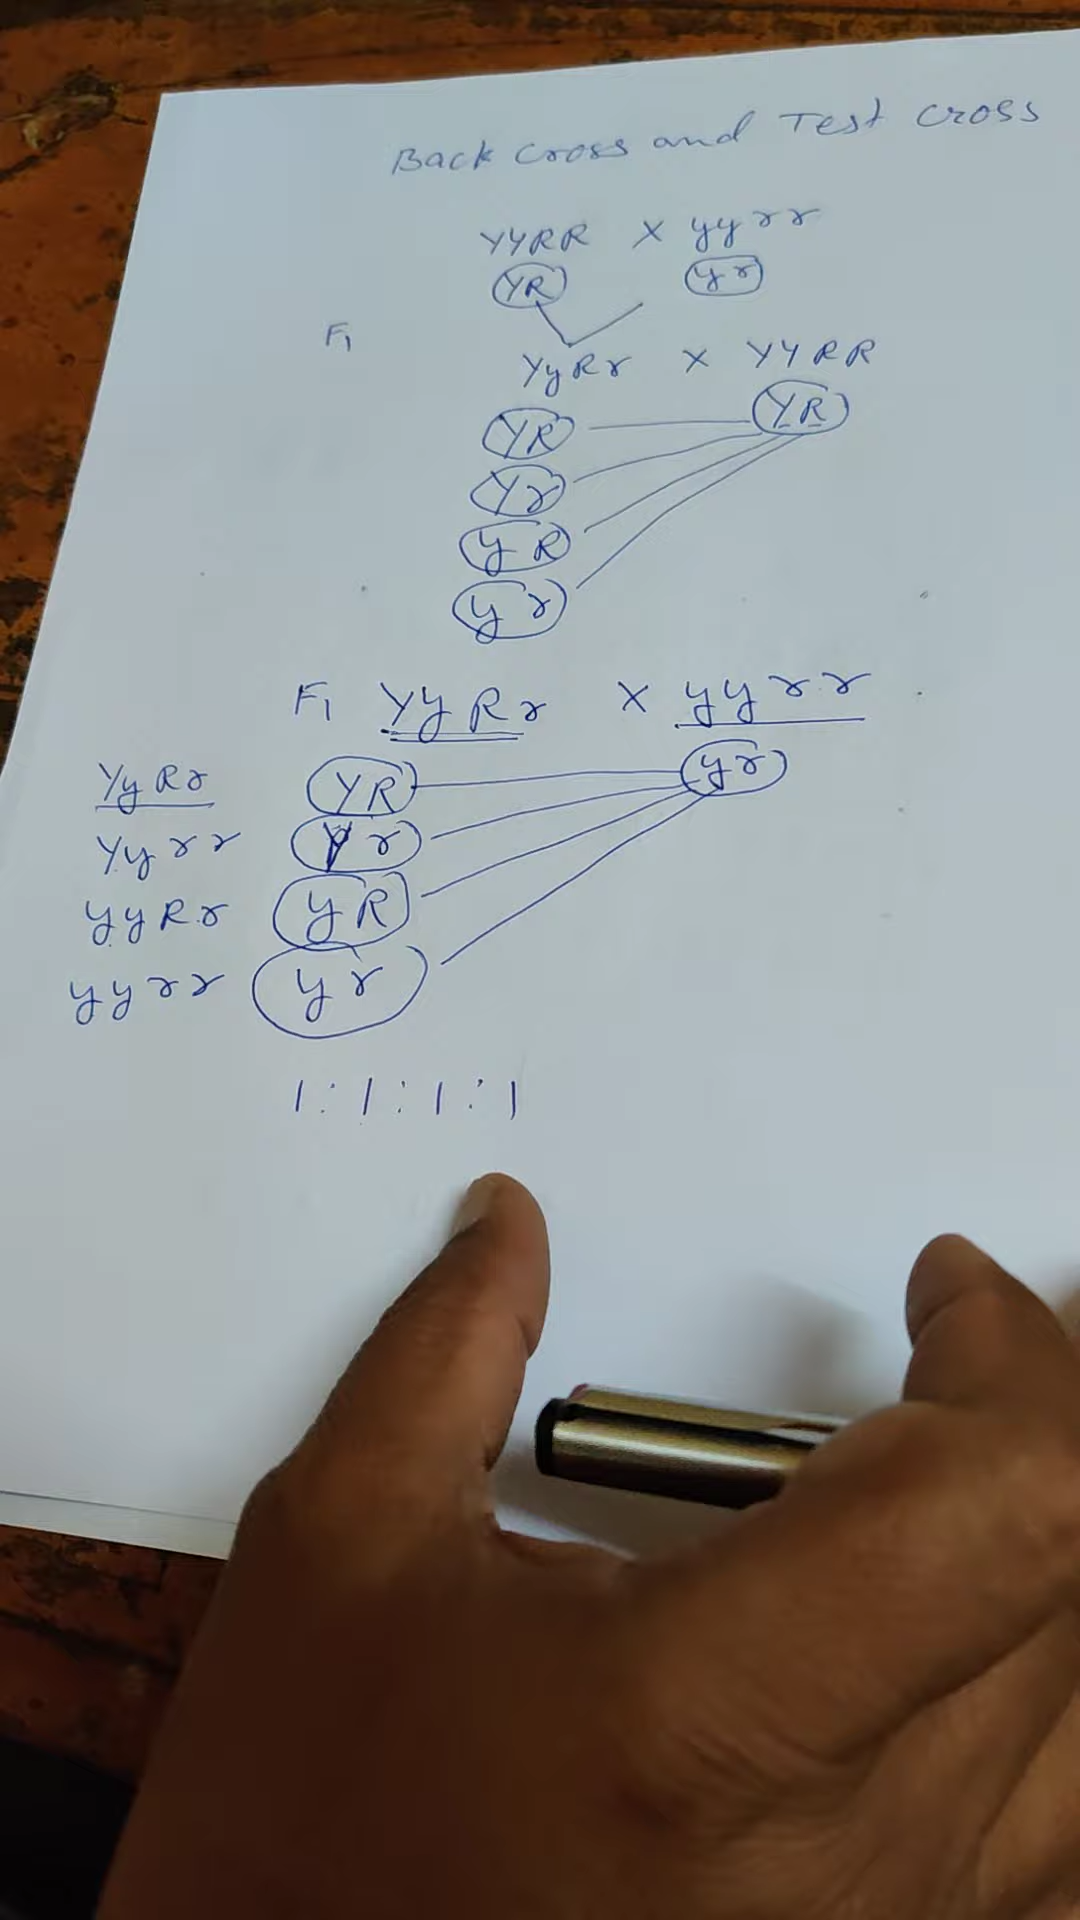 Back cross and Test cross
YYRR X yyrr
YR yr
F1
YyRr X YYRR
YR YR
Yr
yR
yr
F1 YyRr X yyrr
YyRr YR yr
Yyrr Yr
yyRr yR
yyrr yr
1:1:1:1